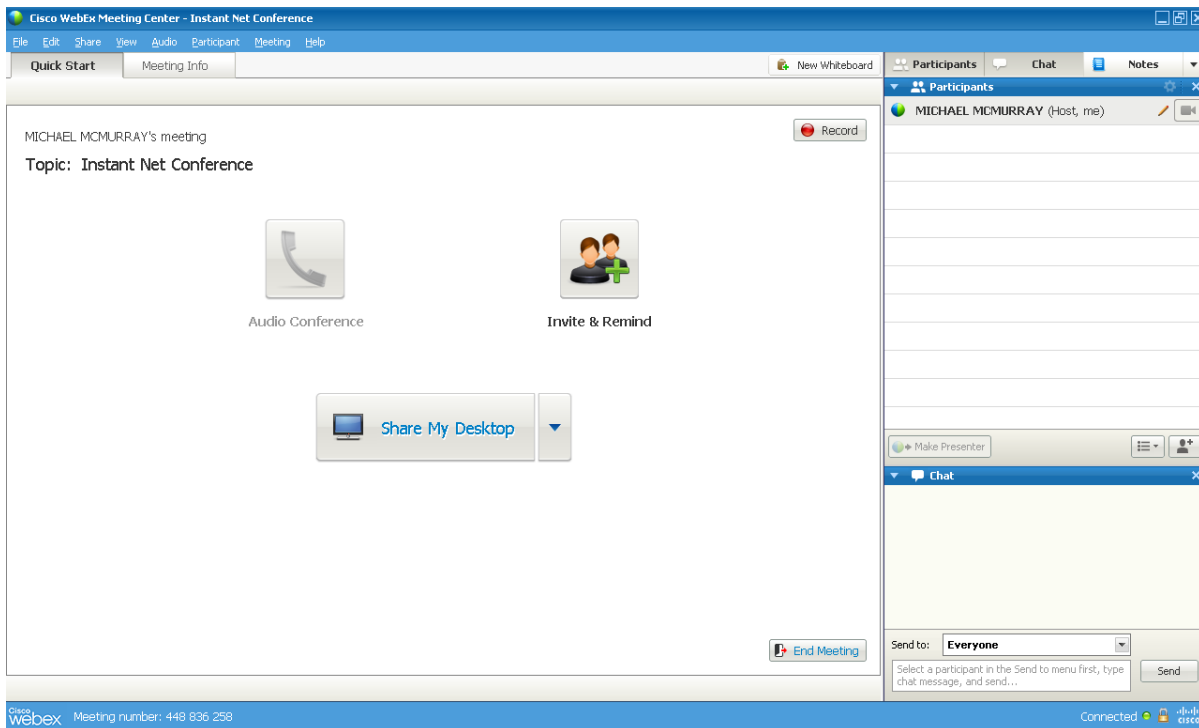 Cisco WebEx Meeting Center - Instant Net Conference
File Edit Share View Audio Participant Meeting Help
Quick Start Meeting Info New Whiteboard
Participants Chat Notes
Participants
MICHAEL MCMURRAY (Host, me)
MICHAEL MCMURRAY's meeting
Record
Topic: Instant Net Conference
Audio Conference
Invite & Remind
Share My Desktop
Make Presenter
Chat
End Meeting
Send to: Everyone
Select a participant in the Send to menu first, type
chat message, and send...
Send
Cisco
webex Meeting number: 448 836 258
Connected
cisco